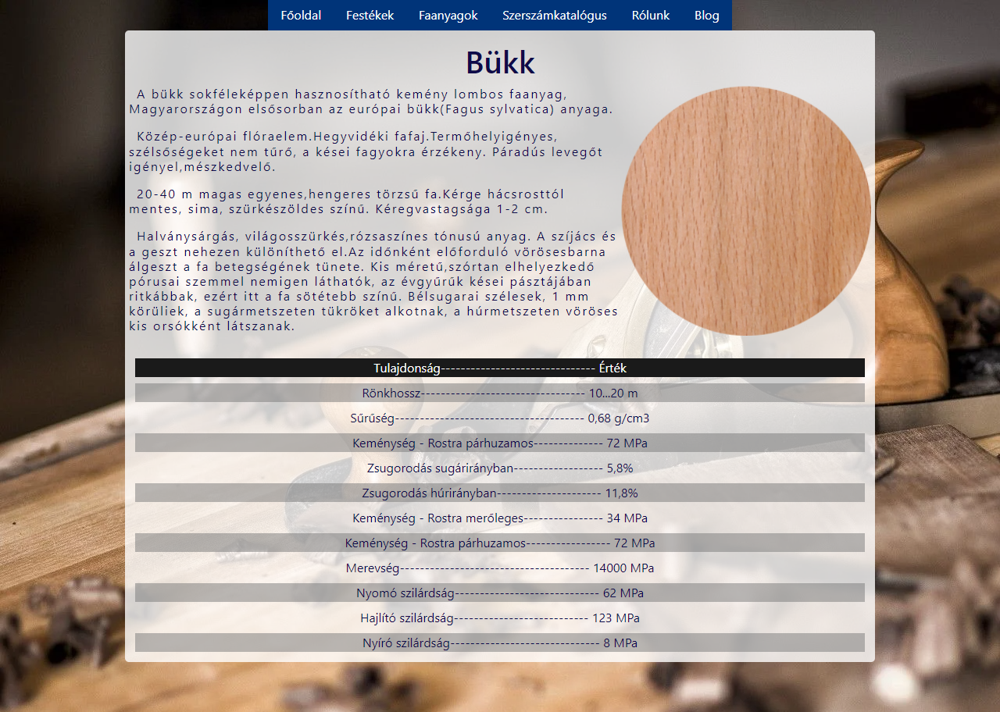 Főoldal Festékek Faanyagok Szerszámkatalógus Rólunk Blog
Bükk
A bükk sokféleképpen hasznosítható kemény lombos faanyag,
Magyarországon elsősorban az európai bükk(Fagus sylvatica) anyaga.
Közép-európai flóraelem.Hegyvidéki fafaj.Termőhelyigényes,
szélsőségeket nem tűrő, a kései fagyokra érzékeny. Páradús levegőt
igényel,mészkedvelő.
20-40 m magas egyenes,hengeres törzsű fa.Kérge hácsrosttól
mentes, sima, szürkészöldes színű. Kéregvastagsága 1-2 cm.
Halványsárgás, világosszürkés,rózsaszínes tónusú anyag. A szíjács és
a geszt nehezen különíthető el.Az időnként előforduló vörösesbarna
álgeszt a fa betegségének tünete. Kis méretű,szórtan elhelyezkedő
pórusai szemmel nemigen láthatók, az évgyűrűk kései pásztájában
ritkábbak, ezért itt a fa sötétebb színű. Bélsugarai szélesek, 1 mm
körüliek, a sugármetszeten tükröket alkotnak, a húrmetszeten vöröses
kis orsókként látszanak.
Tulajdonság------------------------------- Érték
Rönkhossz--------------------------------- 10...20 m
Sűrűség-------------------------------------- 0,68 g/cm3
Keménység - Rostra párhuzamos-------------- 72 MPa
Zsugorodás sugárirányban------------------ 5,8%
Zsugorodás húrirányban--------------------- 11,8%
Keménység - Rostra merőleges---------------- 34 MPa
Keménység - Rostra párhuzamos----------------- 72 MPa
Merevség-------------------------------------- 14000 MPa
Nyomó szilárdság----------------------------- 62 MPa
Hajlító szilárdság--------------------------- 123 MPa
Nyíró szilárdság------------------------------ 8 MPa